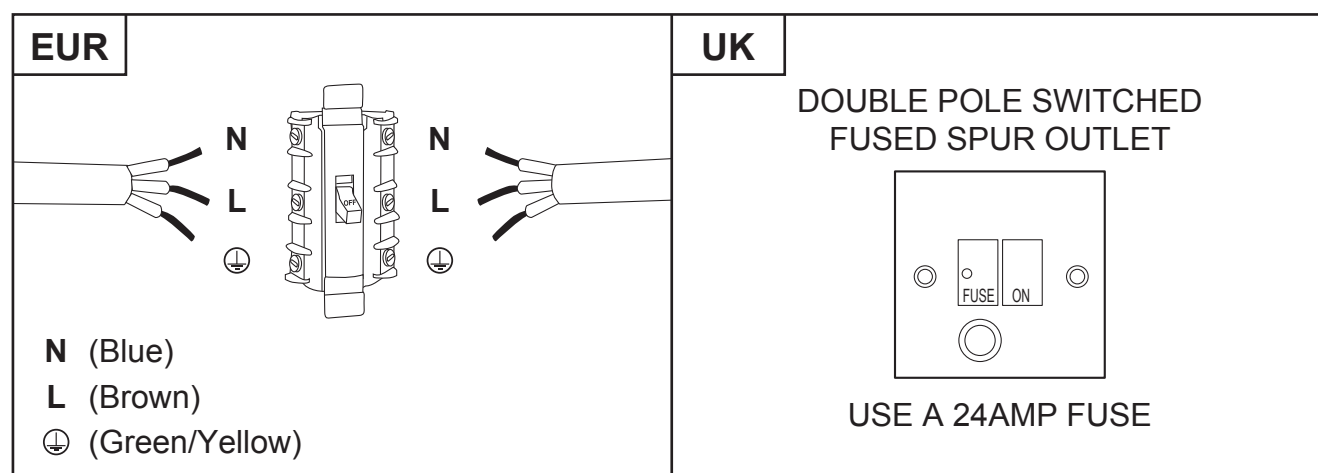 EUR
N N
L OFF L
N (Blue)
L (Brown)
(Green/Yellow)
UK
DOUBLE POLE SWITCHED
FUSED SPUR OUTLET
FUSE ON
USE A 24AMP FUSE